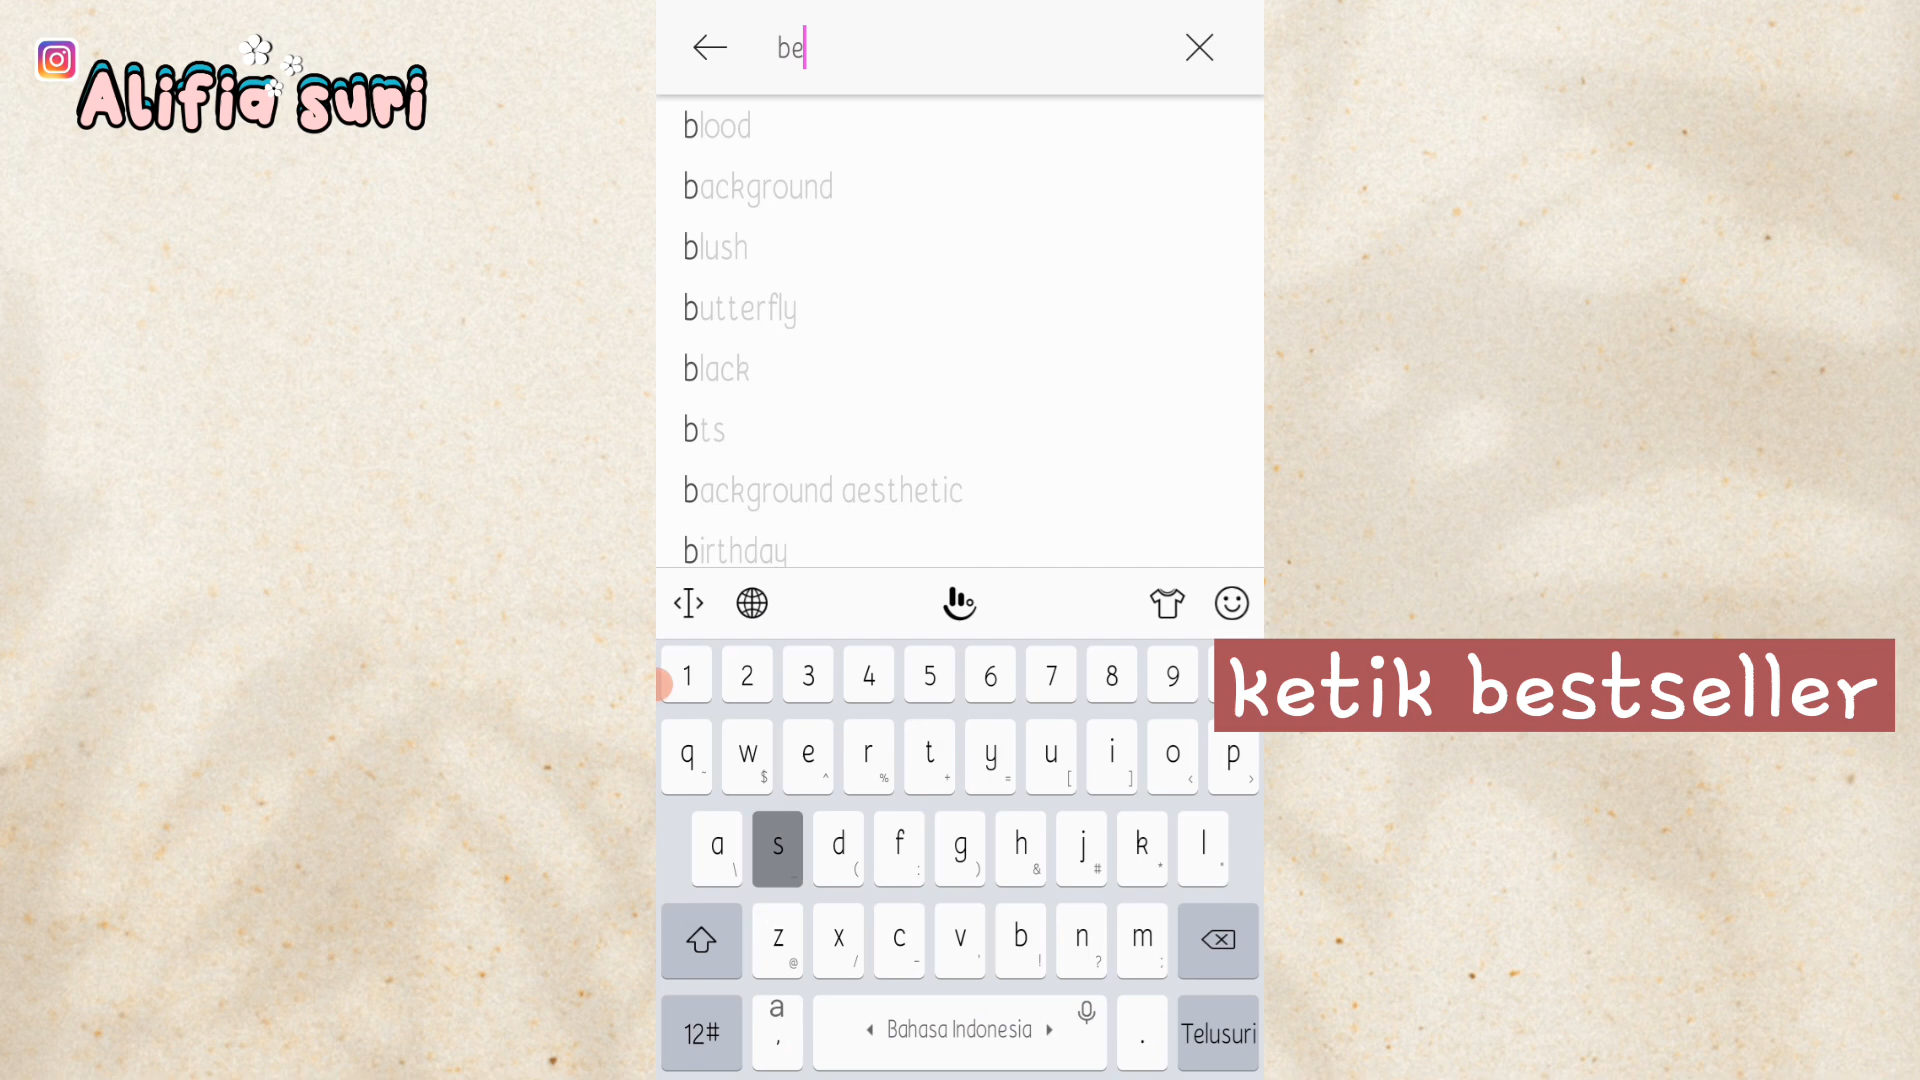 Alifia suri
be
blood
background
blush
butterfly
black
bts
background aesthetic
birthday
1 2 3 4 5 6 7 8 9
ketik bestseller
q w e r t y u i o p
- $ ^ % + = [ ] < >
a s d f g h j k l
\ _ ( : ) & # * "
z x c v b n m
@ / - ' ! ? ;
12# a , Bahasa Indonesia . Telusuri